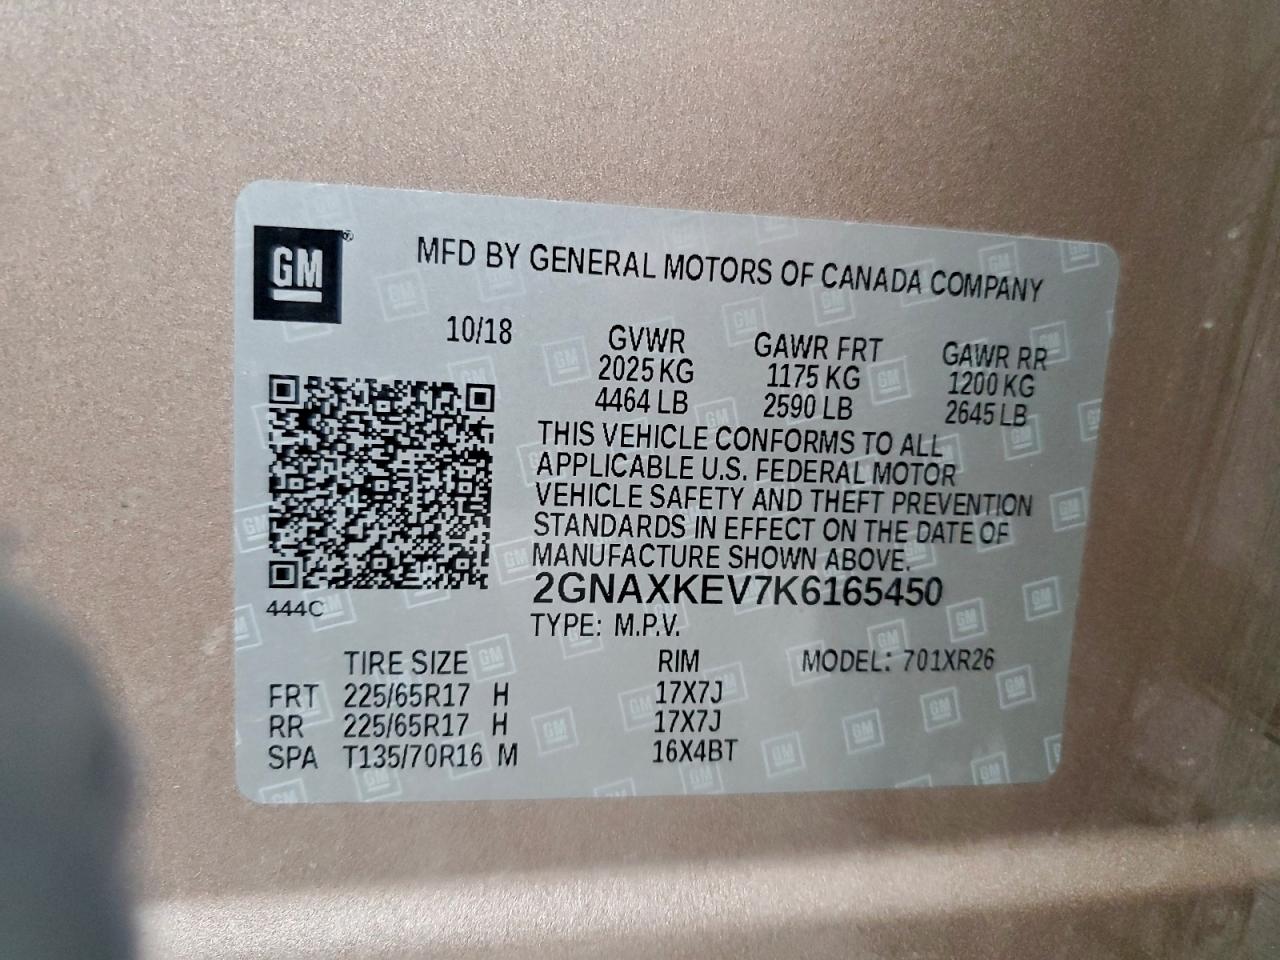 GM®
MFD BY GENERAL MOTORS OF CANADA COMPANY
10/18
GVWR GAWR FRT GAWR RR
2025 KG 1175 KG 1200 KG
4464 LB 2590 LB 2645 LB
THIS VEHICLE CONFORMS TO ALL
APPLICABLE U.S. FEDERAL MOTOR
VEHICLE SAFETY AND THEFT PREVENTION
STANDARDS IN EFFECT ON THE DATE OF
MANUFACTURE SHOWN ABOVE.
2GNAXKEV7K6165450
444C
TYPE: M.P.V.
TIRE SIZE RIM MODEL: 701XR26
FRT 225/65R17 H 17X7J
RR 225/65R17 H 17X7J
SPA T135/70R16 M 16X4BT